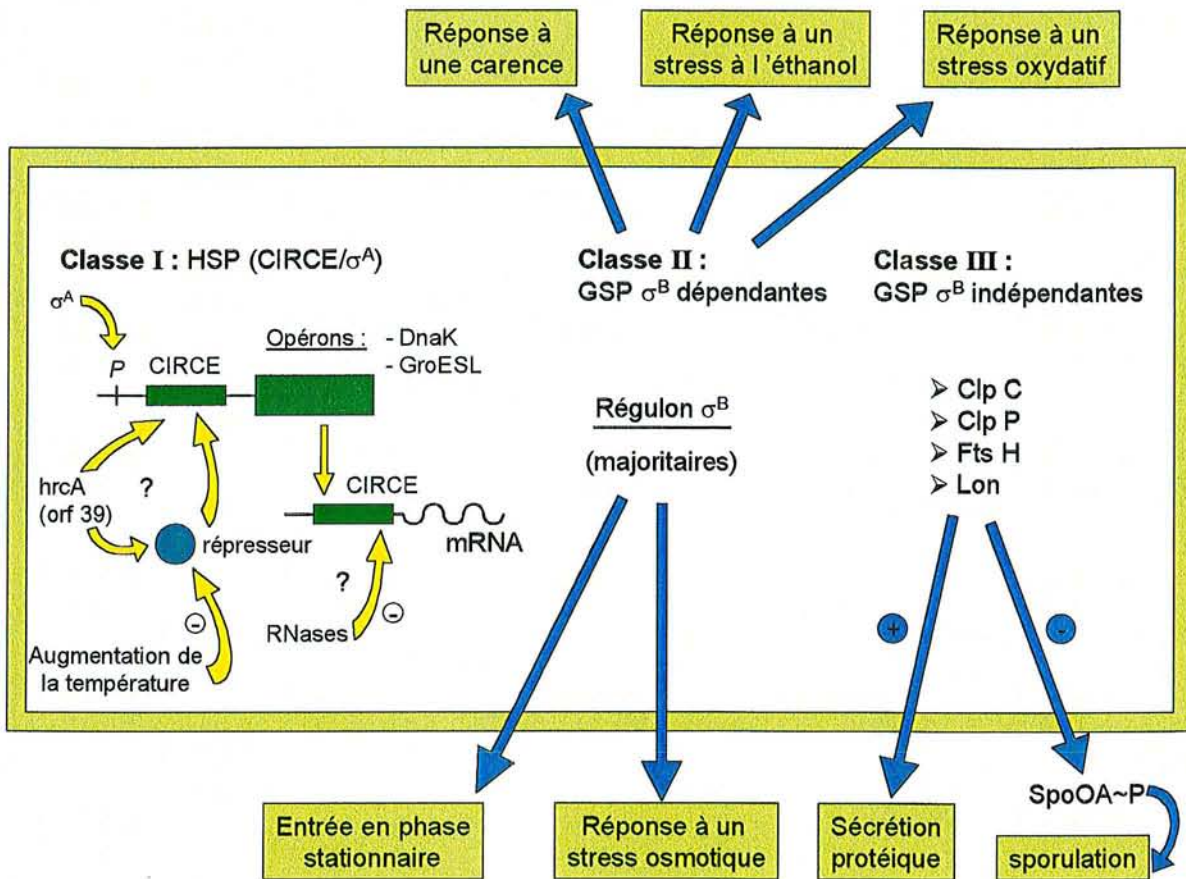 Réponse à
une carence
Réponse à un
stress à l 'éthanol
Réponse à un
stress oxydatif
Classe I : HSP (CIRCE/σᴬ)
σᴬ
P
CIRCE
Opérons :
- DnaK
- GroESL
hrcA
(orf 39)
?
répresseur
CIRCE
mRNA
?
RNases
-
-
Augmentation de
la température
Classe II :
GSP σᴮ dépendantes
Régulon σᴮ
(majoritaires)
Classe III :
GSP σᴮ indépendantes
➢ Clp C
➢ Clp P
➢ Fts H
➢ Lon
+
-
Entrée en phase
stationnaire
Réponse à un
stress osmotique
Sécrétion
protéique
SpoOA~P
sporulation